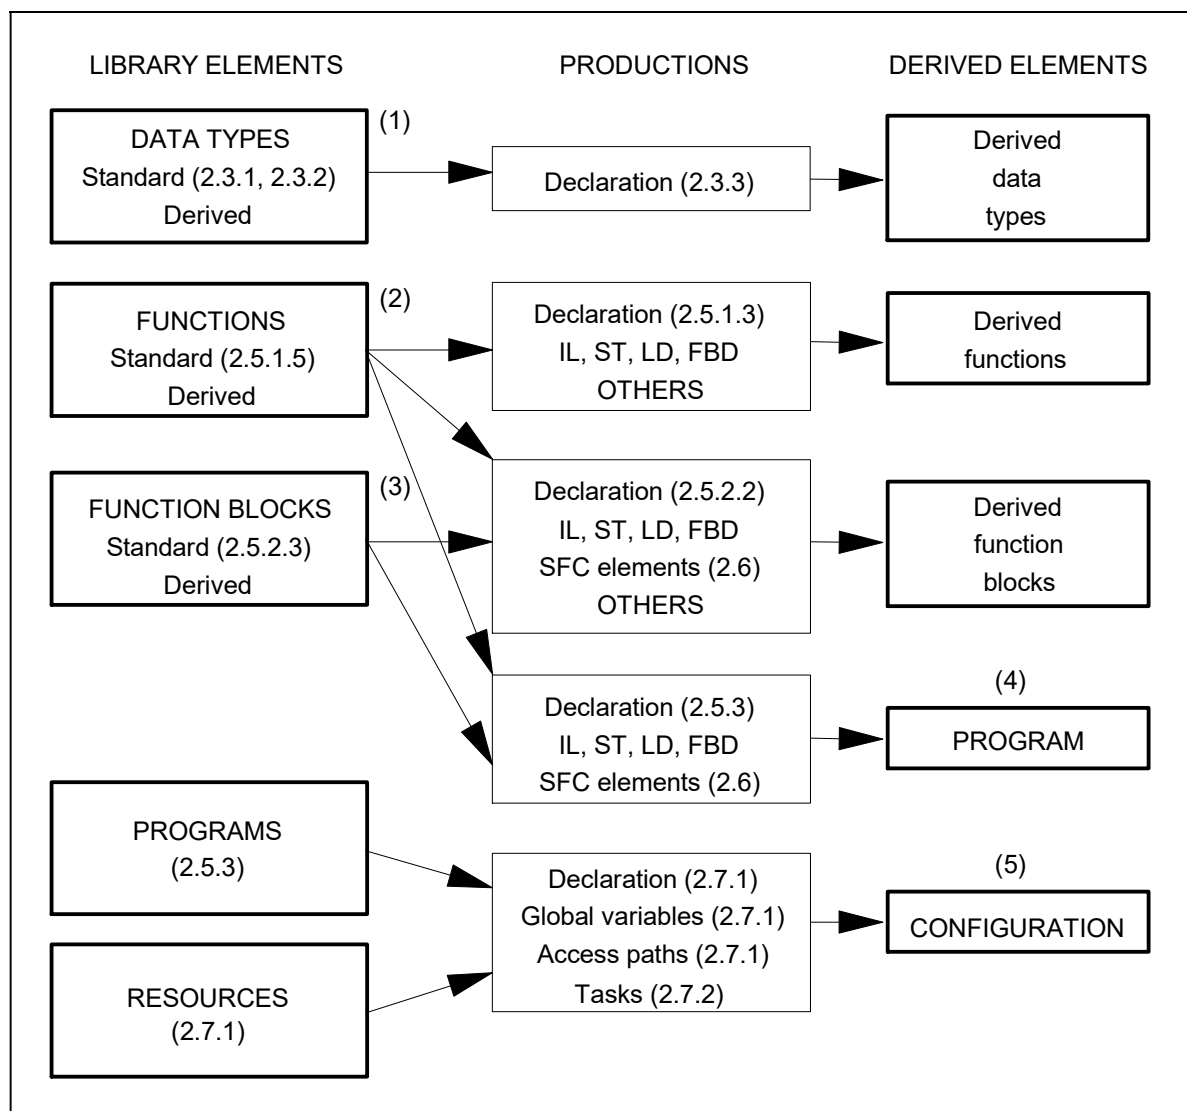 LIBRARY ELEMENTS
PRODUCTIONS
DERIVED ELEMENTS
DATA TYPES
Standard (2.3.1, 2.3.2)
Derived
(1)
Declaration (2.3.3)
Derived
data
types
FUNCTIONS
Standard (2.5.1.5)
Derived
(2)
Declaration (2.5.1.3)
IL, ST, LD, FBD
OTHERS
Derived
functions
FUNCTION BLOCKS
Standard (2.5.2.3)
Derived
(3)
Declaration (2.5.2.2)
IL, ST, LD, FBD
SFC elements (2.6)
OTHERS
Derived
function
blocks
Declaration (2.5.3)
IL, ST, LD, FBD
SFC elements (2.6)
(4)
PROGRAM
PROGRAMS
(2.5.3)
Declaration (2.7.1)
Global variables (2.7.1)
Access paths (2.7.1)
Tasks (2.7.2)
(5)
CONFIGURATION
RESOURCES
(2.7.1)